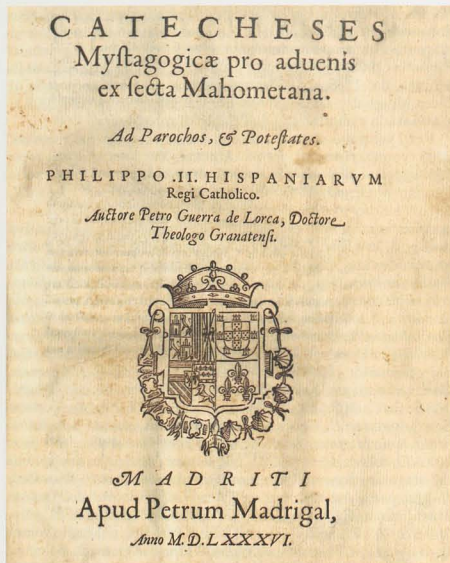 CATECHESES
Myſtagogicæ pro aduenis
ex ſecta Mahometana.
Ad Parochos, & Poteſtates.
PHILIPPO .II. HISPANIARVM
Regi Catholico.
Auctore Petro Guerra de Lorca, Doctore
Theologo Granatenſi.
MADRITI
Apud Petrum Madrigal,
Anno M.D.LXXXVI.